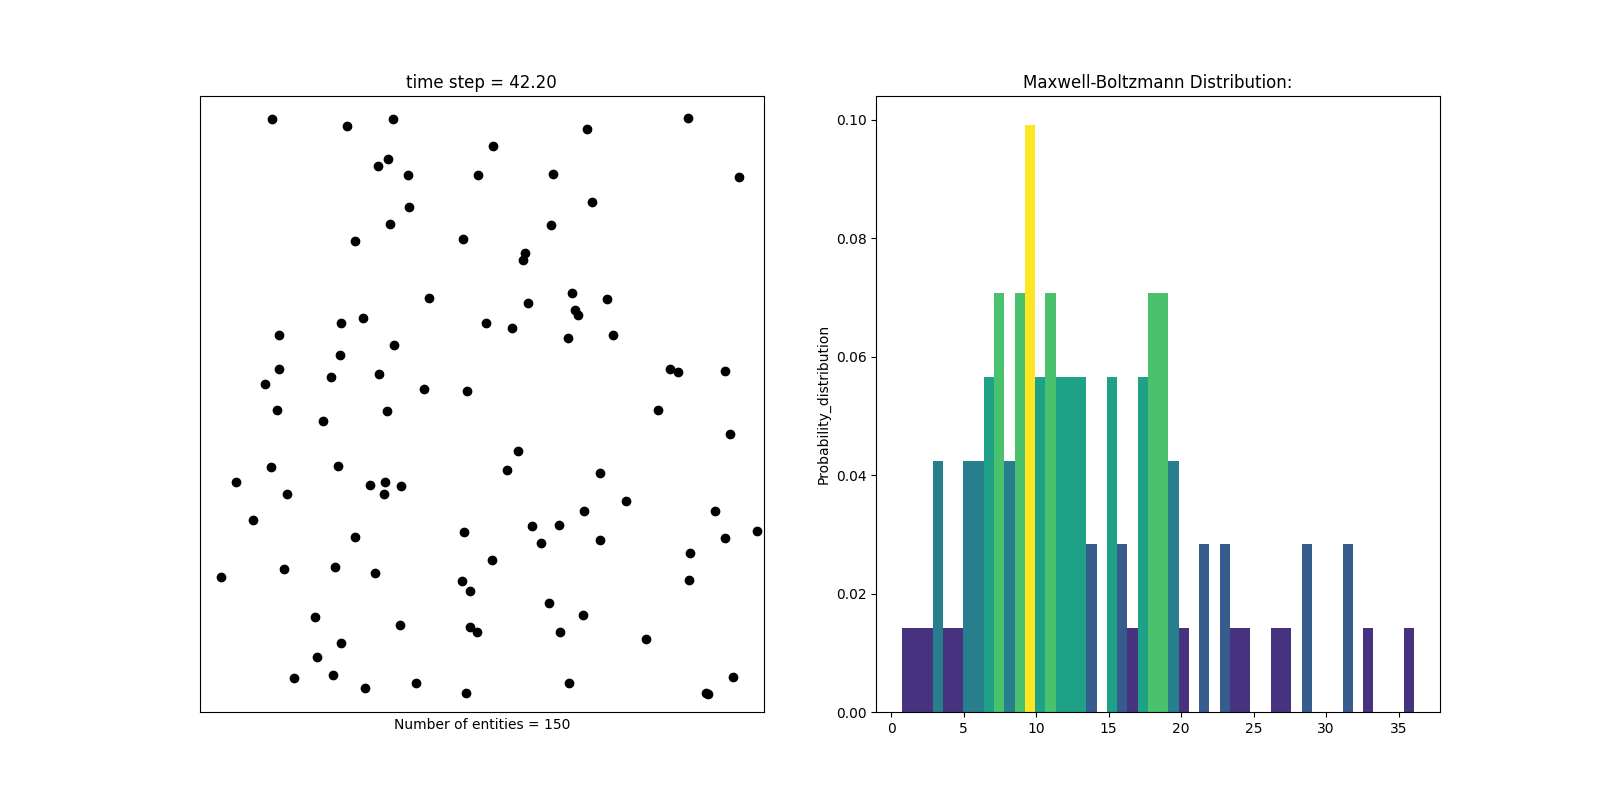 time step = 42.20
Number of entities = 150
Maxwell-Boltzmann Distribution:
Probability_distribution
0.10
0.08
0.06
0.04
0.02
0.00
0 5 10 15 20 25 30 35